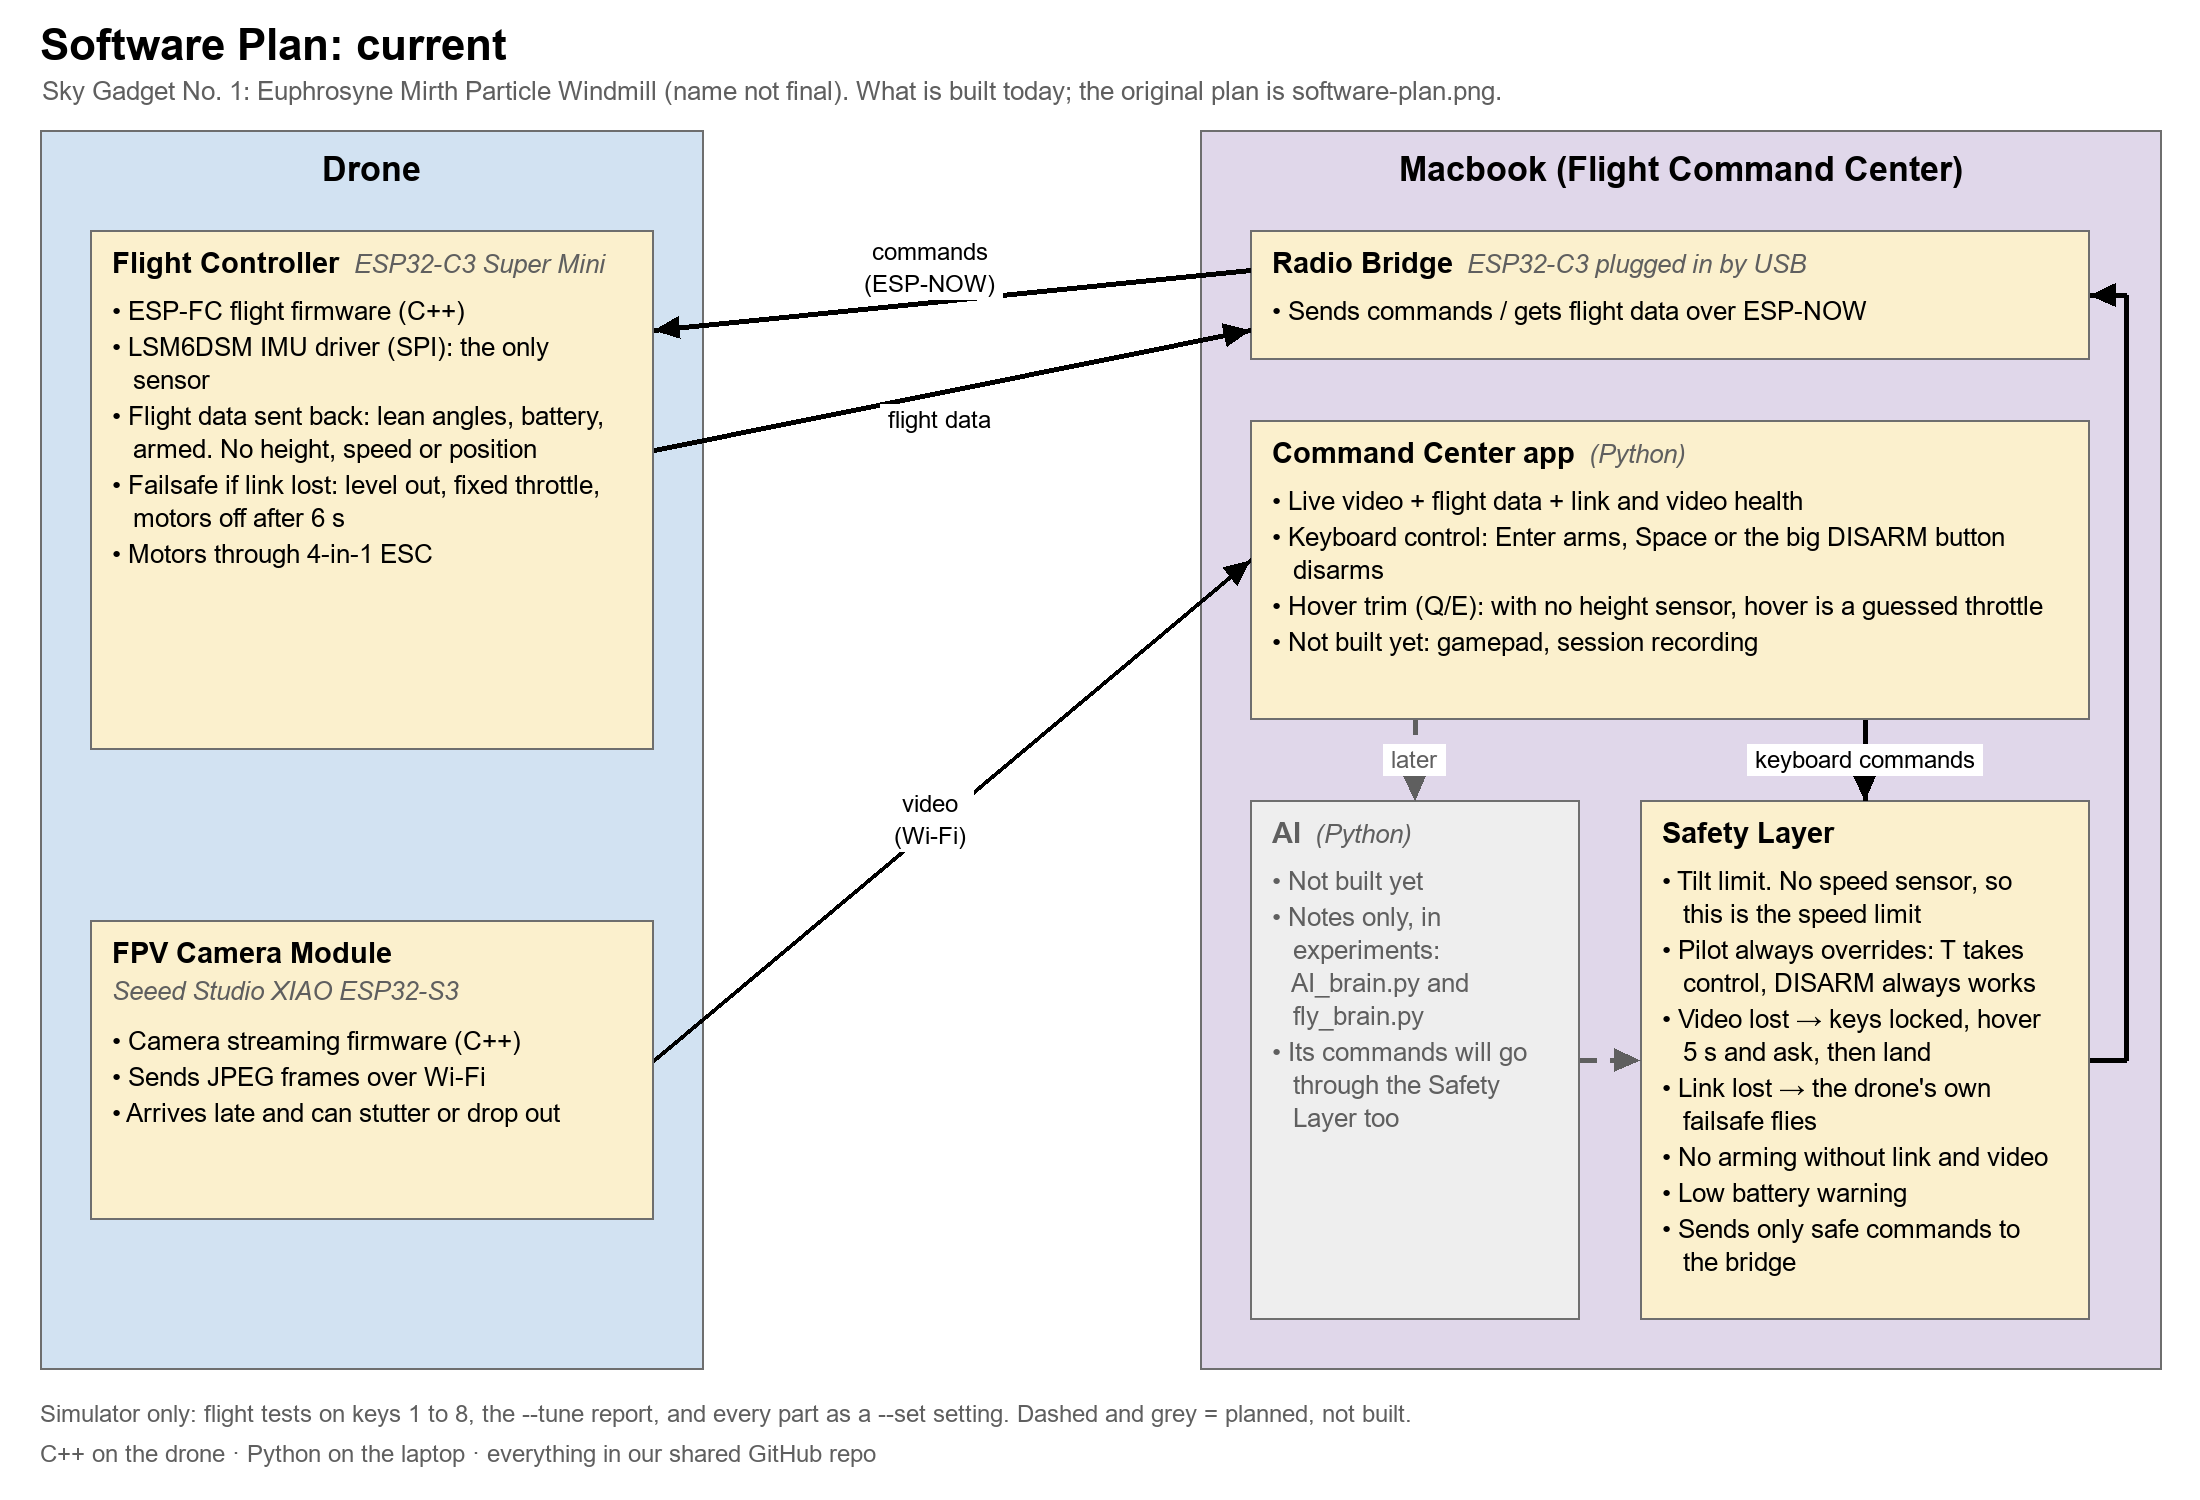 Software Plan: current
Sky Gadget No. 1: Euphrosyne Mirth Particle Windmill (name not final). What is built today; the original plan is software-plan.png.
Drone
Flight Controller ESP32-C3 Super Mini
• ESP-FC flight firmware (C++)
• LSM6DSM IMU driver (SPI): the only
sensor
• Flight data sent back: lean angles, battery,
armed. No height, speed or position
• Failsafe if link lost: level out, fixed throttle,
motors off after 6 s
• Motors through 4-in-1 ESC
FPV Camera Module
Seeed Studio XIAO ESP32-S3
• Camera streaming firmware (C++)
• Sends JPEG frames over Wi-Fi
• Arrives late and can stutter or drop out
commands
(ESP-NOW)
flight data
video
(Wi-Fi)
Macbook (Flight Command Center)
Radio Bridge ESP32-C3 plugged in by USB
• Sends commands / gets flight data over ESP-NOW
Command Center app (Python)
• Live video + flight data + link and video health
• Keyboard control: Enter arms, Space or the big DISARM button
disarms
• Hover trim (Q/E): with no height sensor, hover is a guessed throttle
• Not built yet: gamepad, session recording
later
keyboard commands
AI (Python)
• Not built yet
• Notes only, in
experiments:
AI_brain.py and
fly_brain.py
• Its commands will go
through the Safety
Layer too
Safety Layer
• Tilt limit. No speed sensor, so
this is the speed limit
• Pilot always overrides: T takes
control, DISARM always works
• Video lost → keys locked, hover
5 s and ask, then land
• Link lost → the drone's own
failsafe flies
• No arming without link and video
• Low battery warning
• Sends only safe commands to
the bridge
Simulator only: flight tests on keys 1 to 8, the --tune report, and every part as a --set setting. Dashed and grey = planned, not built.
C++ on the drone · Python on the laptop · everything in our shared GitHub repo